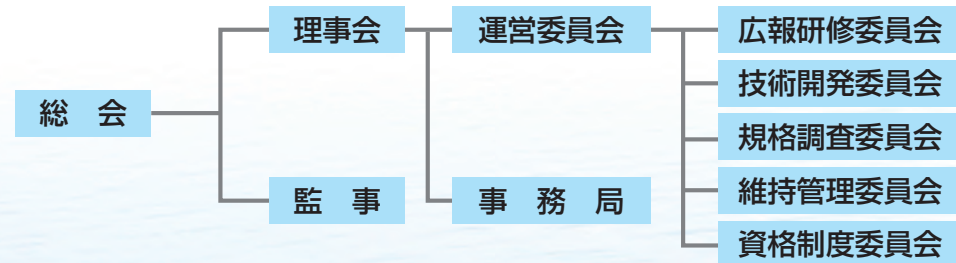 総 会
理事会
監 事
運営委員会
事 務 局
広報研修委員会
技術開発委員会
規格調査委員会
維持管理委員会
資格制度委員会